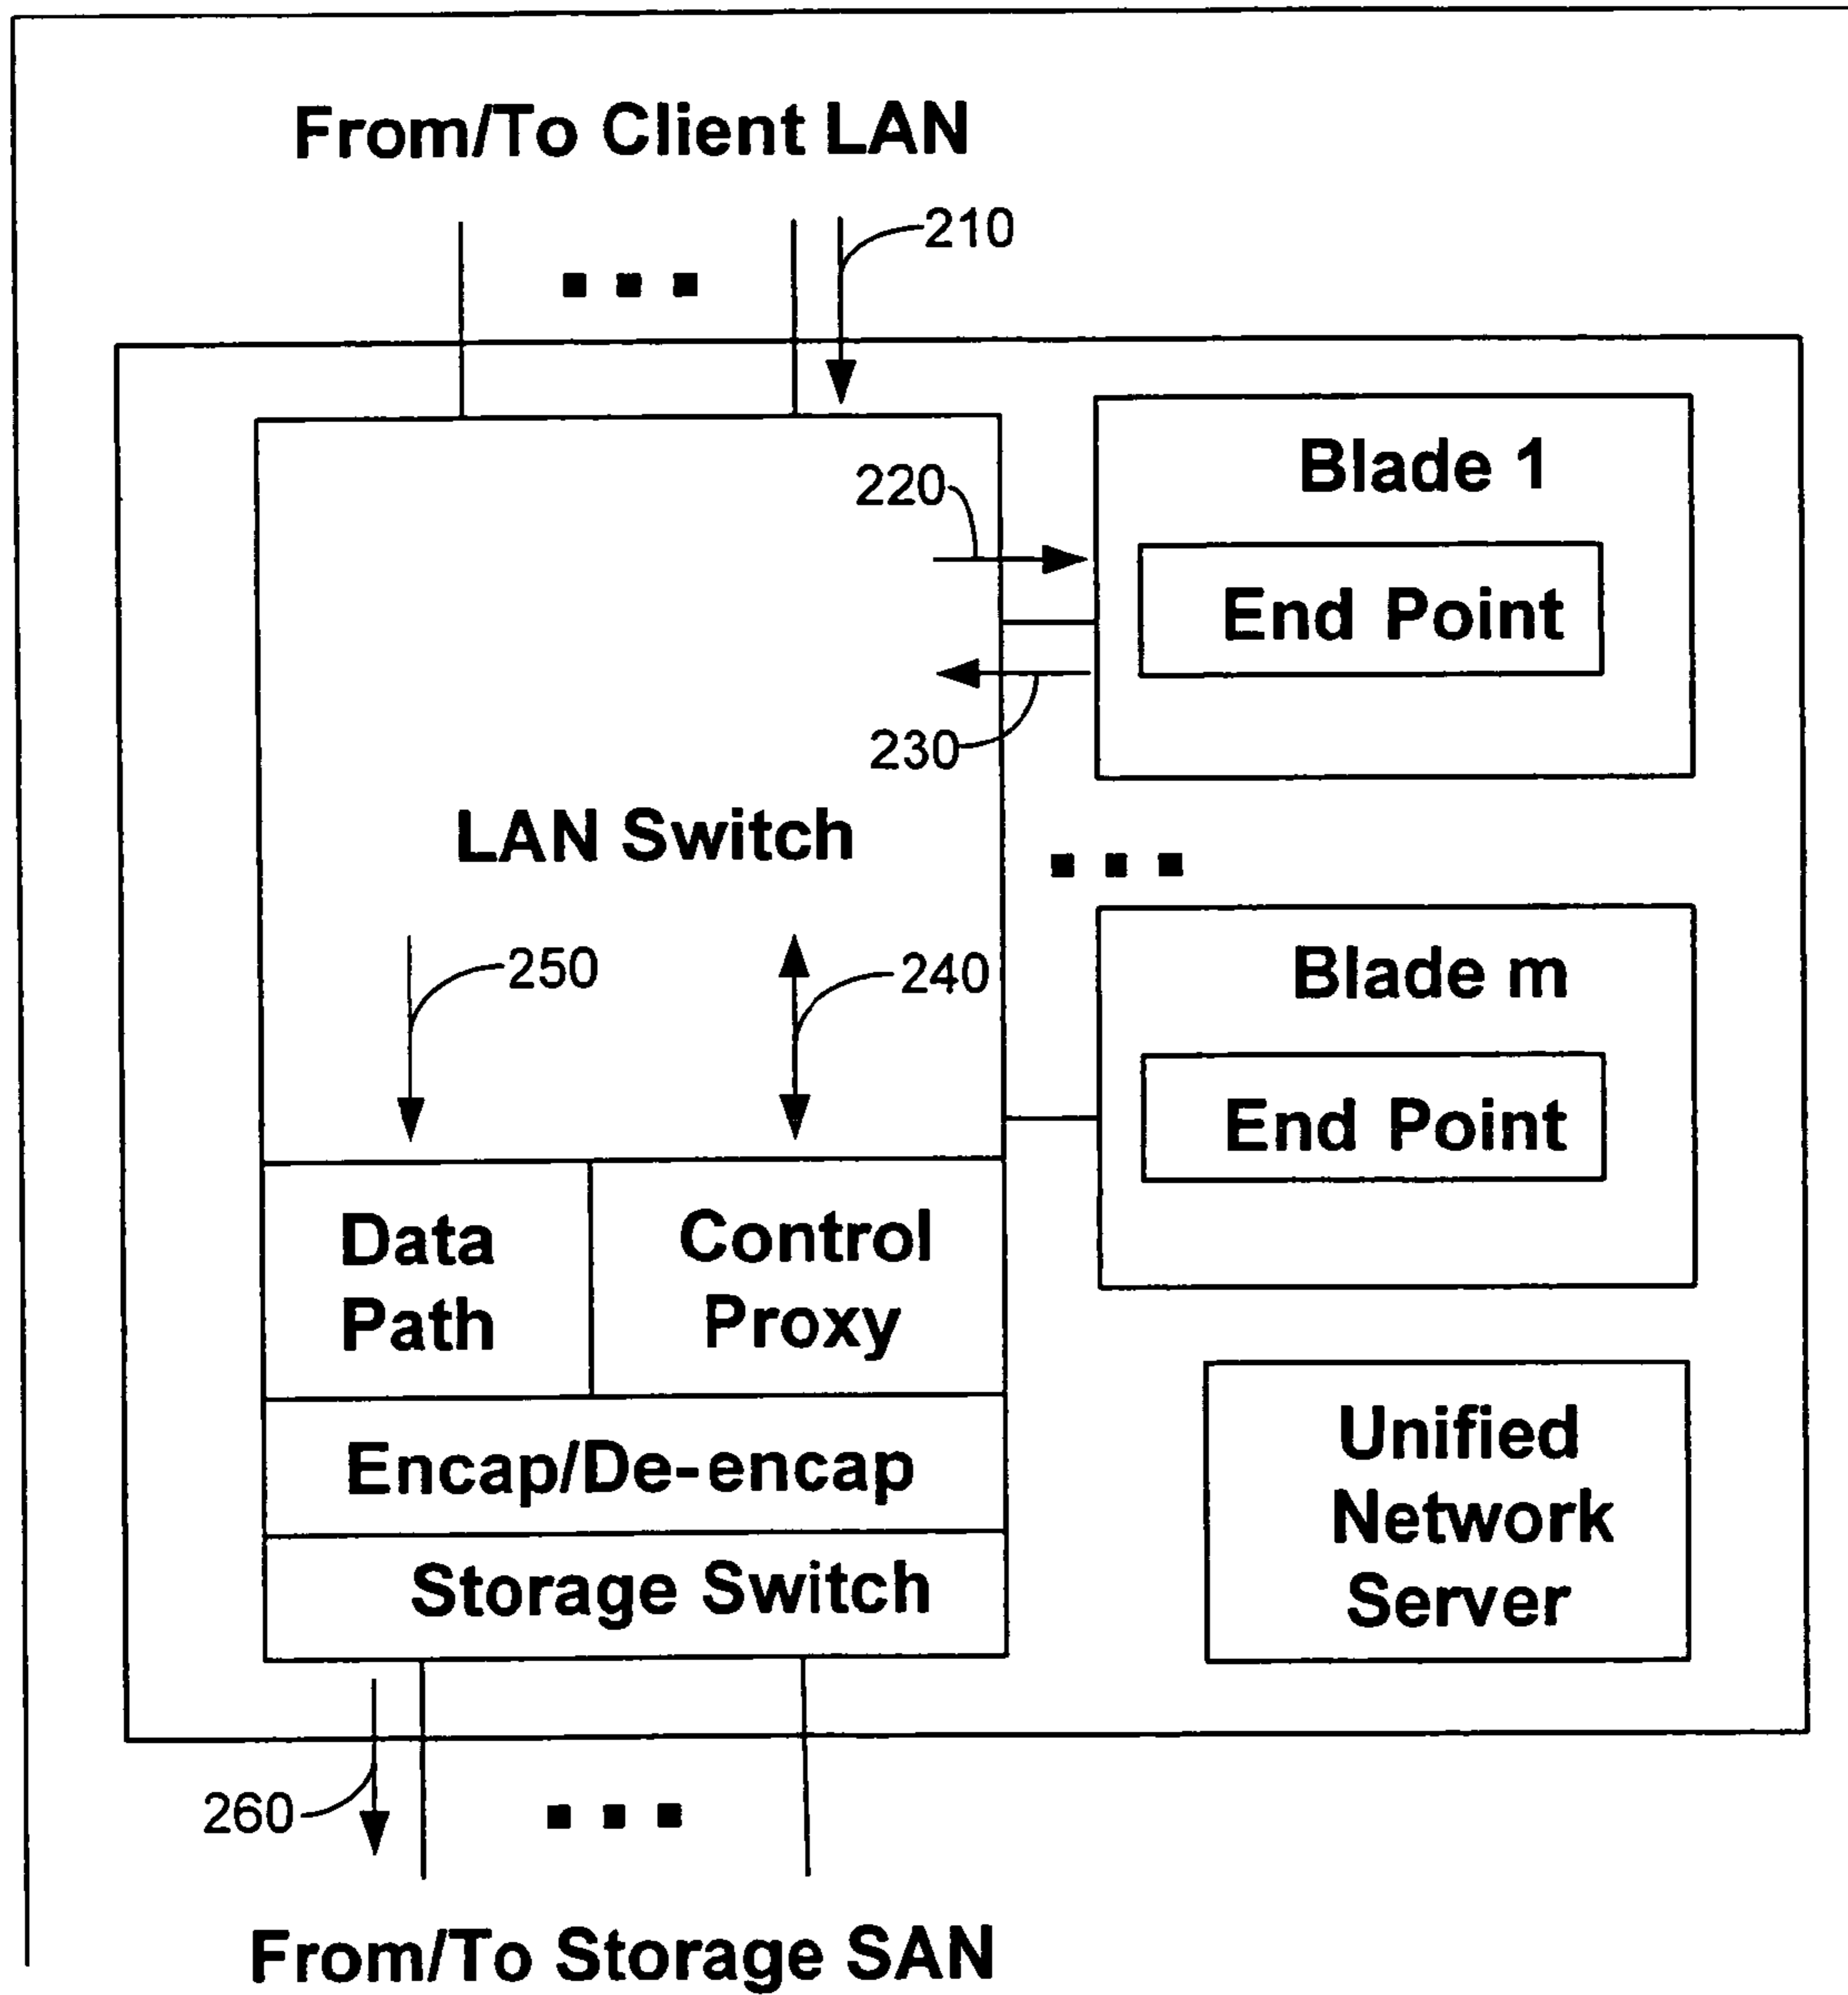 From/To Client LAN
210
Blade 1
220
End Point
230
LAN Switch
Blade m
250
240
End Point
Data
Path
Control
Proxy
Encap/De-encap
Unified
Network
Server
Storage Switch
260
From/To Storage SAN